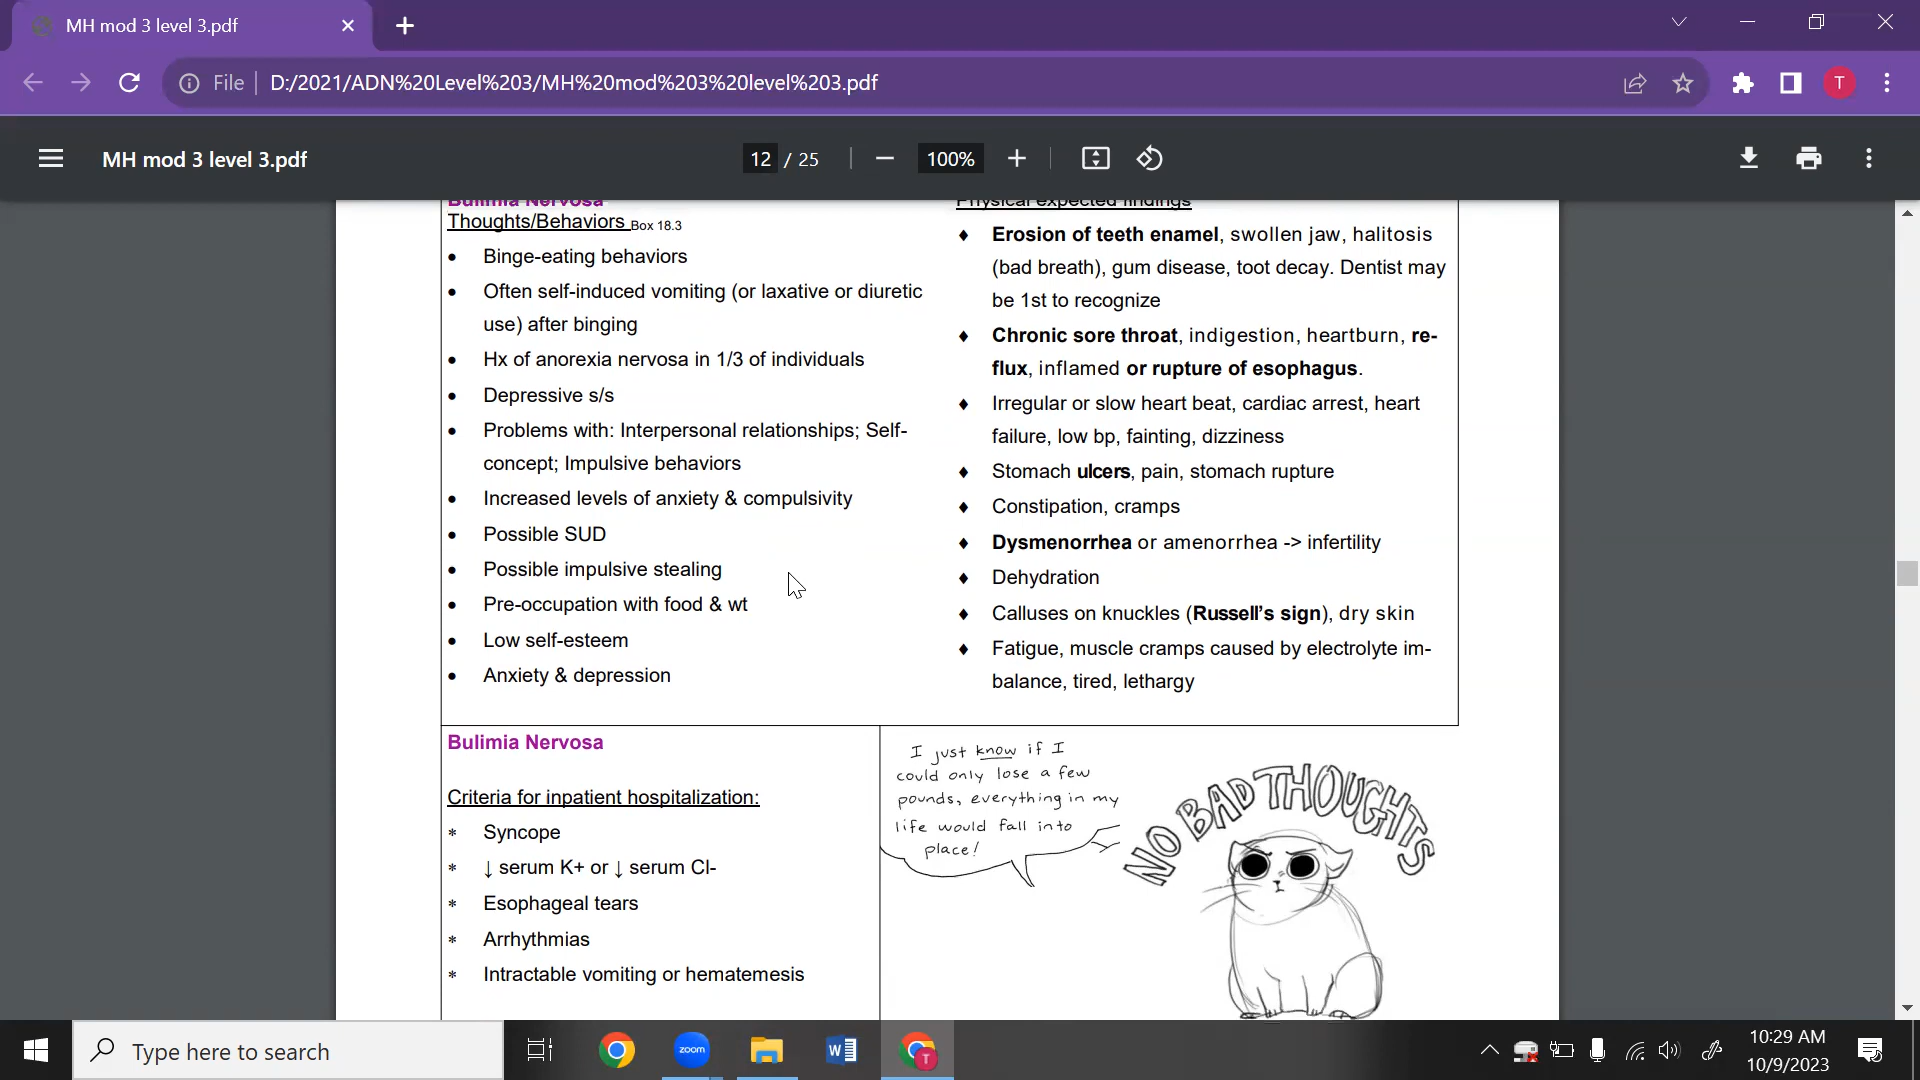 MH mod 3 level 3.pdf
File
D:/2021/ADN%20Level%203/MH%20mod%203%20level%203.pdf
T
MH mod 3 level 3.pdf
12 / 25
100%
Bulimia Nervosa
Thoughts/Behaviors Box 18.3
• Binge-eating behaviors
• Often self-induced vomiting (or laxative or diuretic
use) after binging
• Hx of anorexia nervosa in 1/3 of individuals
• Depressive s/s
• Problems with: Interpersonal relationships; Self-
concept; Impulsive behaviors
• Increased levels of anxiety & compulsivity
• Possible SUD
• Possible impulsive stealing
• Pre-occupation with food & wt
• Low self-esteem
• Anxiety & depression
Physical expected findings
♦ Erosion of teeth enamel, swollen jaw, halitosis
(bad breath), gum disease, toot decay. Dentist may
be 1st to recognize
♦ Chronic sore throat, indigestion, heartburn, re-
flux, inflamed or rupture of esophagus.
♦ Irregular or slow heart beat, cardiac arrest, heart
failure, low bp, fainting, dizziness
♦ Stomach ulcers, pain, stomach rupture
♦ Constipation, cramps
♦ Dysmenorrhea or amenorrhea -> infertility
♦ Dehydration
♦ Calluses on knuckles (Russell's sign), dry skin
♦ Fatigue, muscle cramps caused by electrolyte im-
balance, tired, lethargy
Bulimia Nervosa
Criteria for inpatient hospitalization:
* Syncope
* ↓ serum K+ or ↓ serum Cl-
* Esophageal tears
* Arrhythmias
* Intractable vomiting or hematemesis
I just know if I
could only lose a few
pounds, everything in my
life would fall into
place!
NO BAD THOUGHTS
Type here to search
zoom
W
T
10:29 AM
10/9/2023